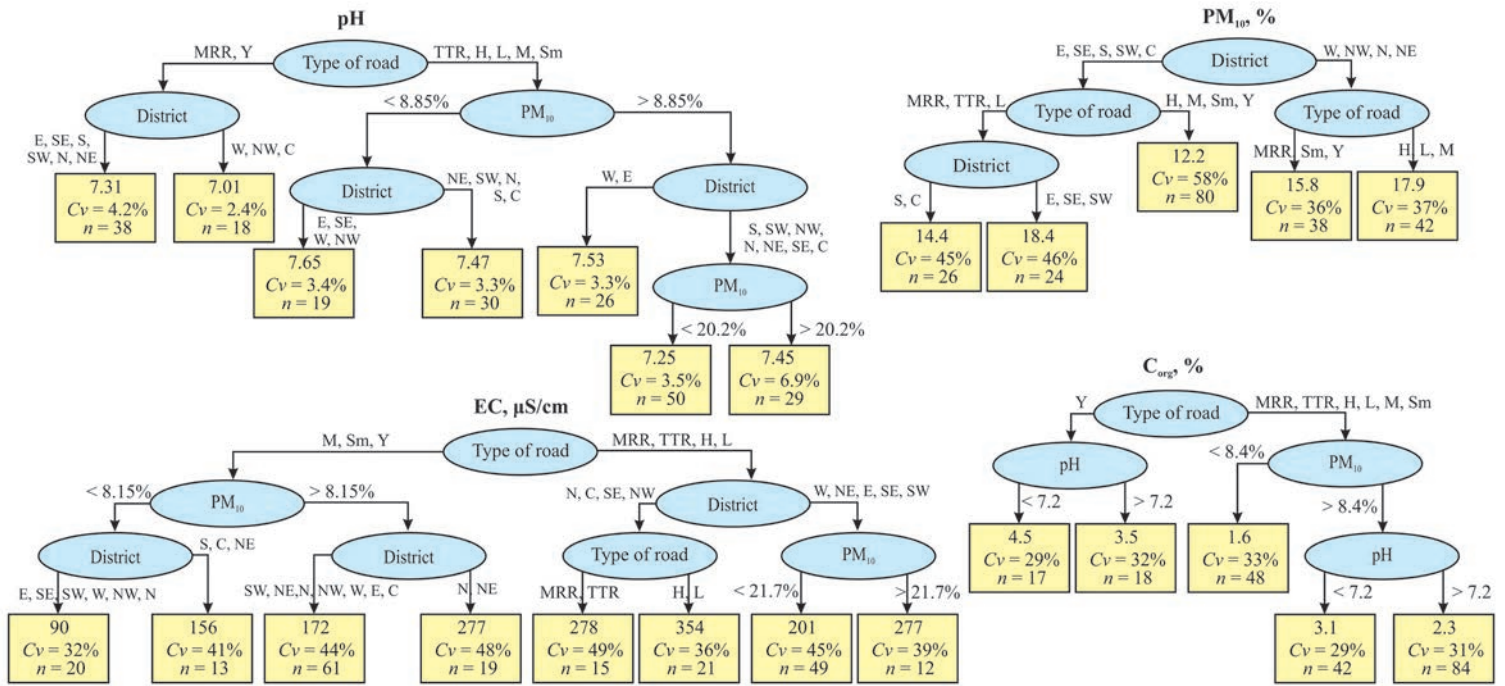 pH
MRR, Y
Type of road
TTR, H, L, M, Sm
District
< 8.85%
PM₁₀
> 8.85%
E, SE, S,
SW, N, NE
W, NW, C
District
NE, SW, N,
S, C
W, E
District
7.31
Cv = 4.2%
n = 38
7.01
Cv = 2.4%
n = 18
E, SE,
W, NW
7.65
Cv = 3.4%
n = 19
7.47
Cv = 3.3%
n = 30
7.53
Cv = 3.3%
n = 26
S, SW, NW,
N, NE, SE, C
PM₁₀
< 20.2%
> 20.2%
7.25
Cv = 3.5%
n = 50
7.45
Cv = 6.9%
n = 29
PM₁₀, %
E, SE, S, SW, C
District
W, NW, N, NE
MRR, TTR, L
Type of road
H, M, Sm, Y
Type of road
District
12.2
Cv = 58%
n = 80
MRR, Sm, Y
H, L, M
15.8
Cv = 36%
n = 38
17.9
Cv = 37%
n = 42
S, C
E, SE, SW
14.4
Cv = 45%
n = 26
18.4
Cv = 46%
n = 24
EC, µS/cm
M, Sm, Y
Type of road
MRR, TTR, H, L
< 8.15%
PM₁₀
> 8.15%
N, C, SE, NW
District
W, NE, E, SE, SW
District
S, C, NE
District
Type of road
PM₁₀
E, SE, SW, W, NW, N
SW, NE,N, NW, W, E, C
N, NE
MRR, TTR
H, L
< 21.7%
> 21.7%
90
Cv = 32%
n = 20
156
Cv = 41%
n = 13
172
Cv = 44%
n = 61
277
Cv = 48%
n = 19
278
Cv = 49%
n = 15
354
Cv = 36%
n = 21
201
Cv = 45%
n = 49
277
Cv = 39%
n = 12
Cₒᵣg, %
Y
Type of road
MRR, TTR, H, L, M, Sm
pH
< 8.4%
PM₁₀
< 7.2
> 7.2
> 8.4%
4.5
Cv = 29%
n = 17
3.5
Cv = 32%
n = 18
1.6
Cv = 33%
n = 48
pH
< 7.2
> 7.2
3.1
Cv = 29%
n = 42
2.3
Cv = 31%
n = 84